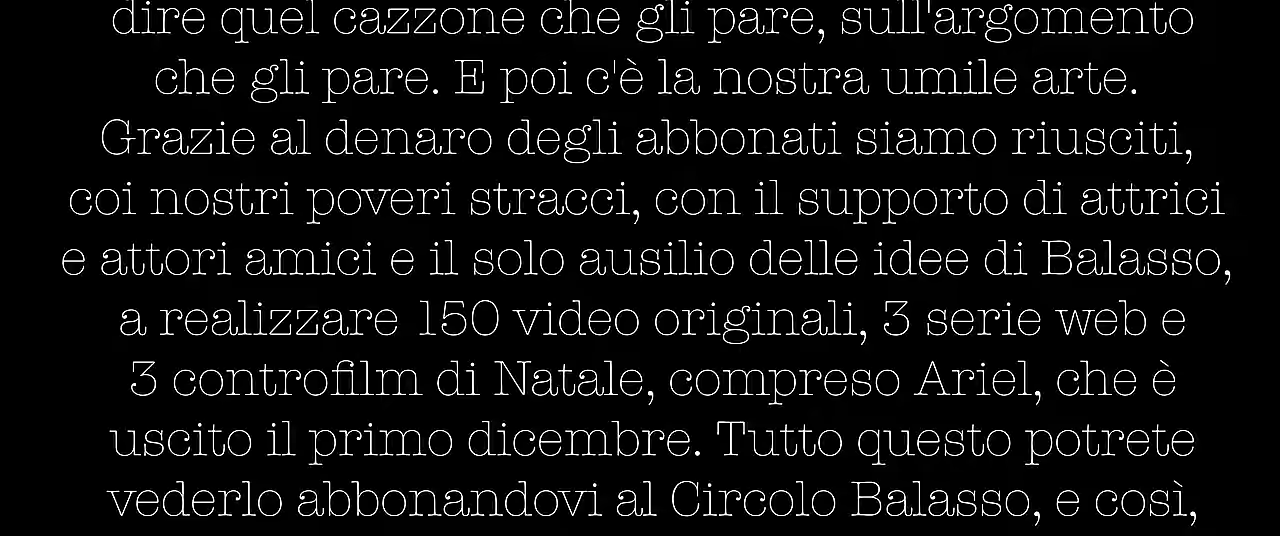 dire quel cazzone che gli pare, sull'argomento
che gli pare. E poi c'è la nostra umile arte.
Grazie al denaro degli abbonati siamo riusciti,
coi nostri poveri stracci, con il supporto di attrici
e attori amici e il solo ausilio delle idee di Balasso,
a realizzare 150 video originali, 3 serie web e
3 controfilm di Natale, compreso Ariel, che è
uscito il primo dicembre. Tutto questo potrete
vederlo abbonandovi al Circolo Balasso, e così,